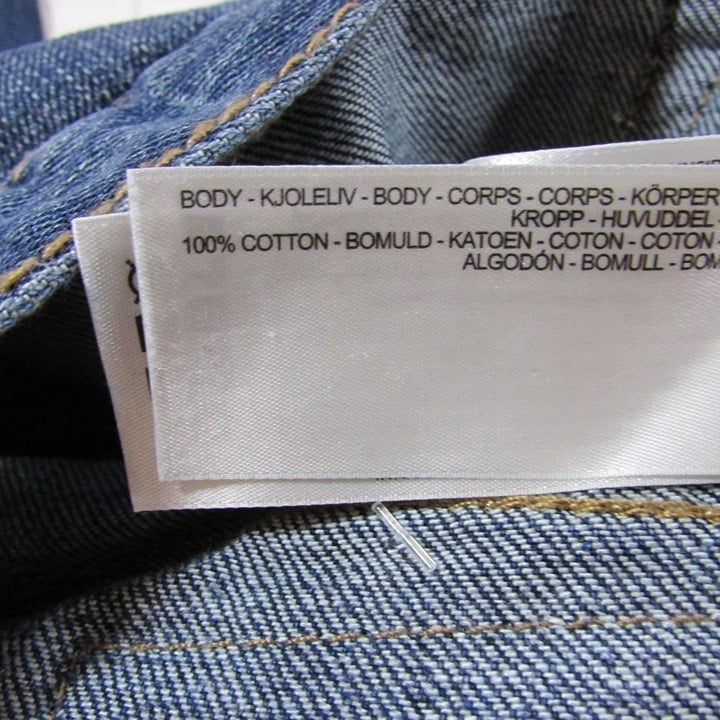 BODY - KJOLELIV - BODY - CORPS - CORPS - KÖRPER
KROPP - HUVUDDEL
100% COTTON - BOMULD - KATOEN - COTON - COTON
ALGODÓN - BOMULL - BOM